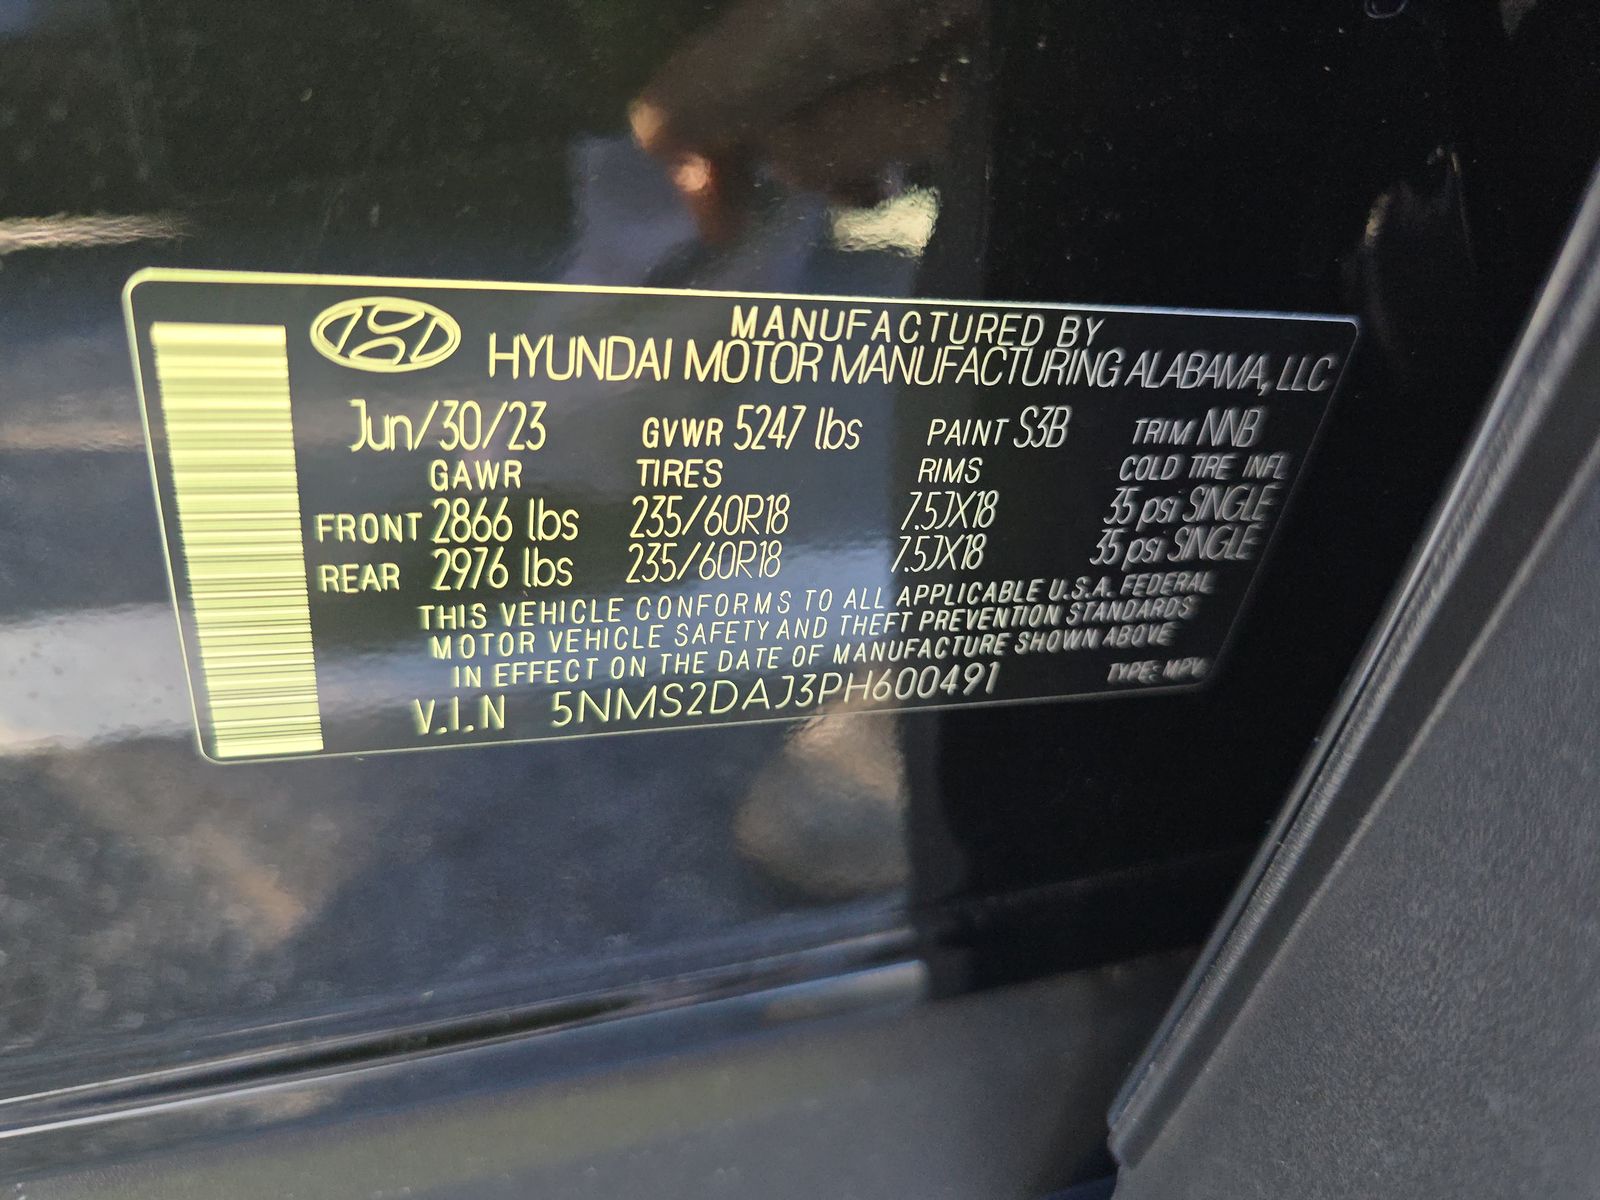 MANUFACTURED BY
HYUNDAI MOTOR MANUFACTURING ALABAMA, LLC
Jun/30/23 GVWR 5247 lbs PAINT S3B TRIM NNB
GAWR TIRES RIMS COLD TIRE INFL
FRONT 2866 lbs 235/60R18 7.5JX18 35 psi SINGLE
REAR 2976 lbs 235/60R18 7.5JX18 35 psi SINGLE
THIS VEHICLE CONFORMS TO ALL APPLICABLE U.S.A. FEDERAL
MOTOR VEHICLE SAFETY AND THEFT PREVENTION STANDARDS
IN EFFECT ON THE DATE OF MANUFACTURE SHOWN ABOVE
V.I.N 5NMS2DAJ3PH600491 TYPE: MPV